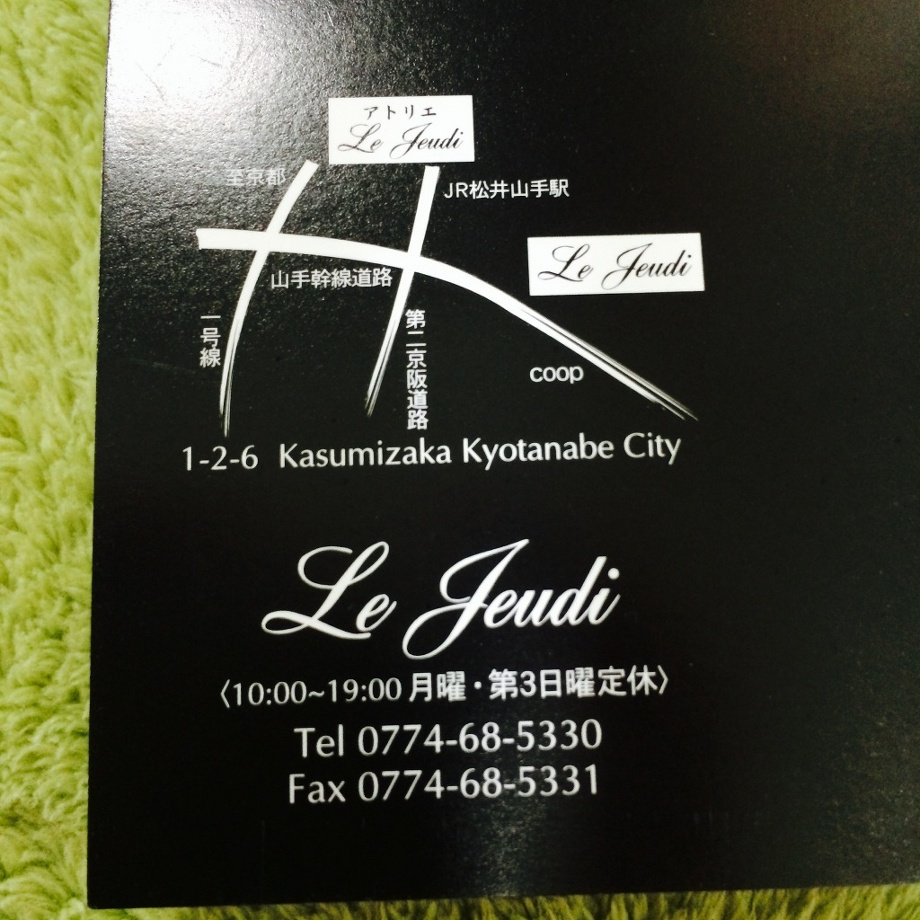 アトリエ
Le Jeudi
至京都
JR松井山手駅
Le Jeudi
山手幹線道路
一号線
第二京阪道路
coop
1-2-6 Kasumizaka Kyotanabe City
Le Jeudi
〈10:00~19:00 月曜・第3日曜定休〉
Tel 0774-68-5330
Fax 0774-68-5331